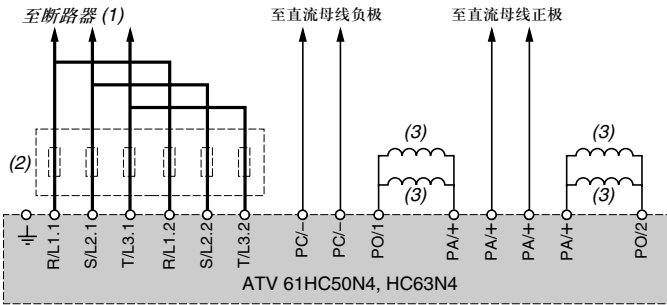 至断路器 (1)
至直流母线负极
至直流母线正极
(2)
(3)
(3)
(3)
(3)
R/L1.1
S/L2.1
T/L3.1
R/L1.2
S/L2.2
T/L3.2
PC/–
PC/–
PO/1
PA/+
PA/+
PA/+
PA/+
PO/2
ATV 61HC50N4, HC63N4